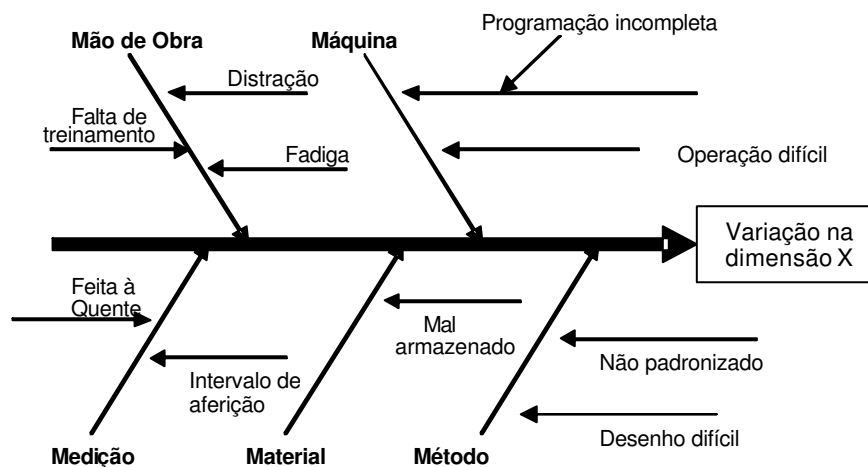 Programação incompleta
Mão de Obra
Máquina
Distração
Falta de
treinamento
Fadiga
Operação difícil
Variação na
dimensão X
Feita à
Quente
Mal
armazenado
Não padronizado
Intervalo de
aferição
Desenho difícil
Medição
Material
Método